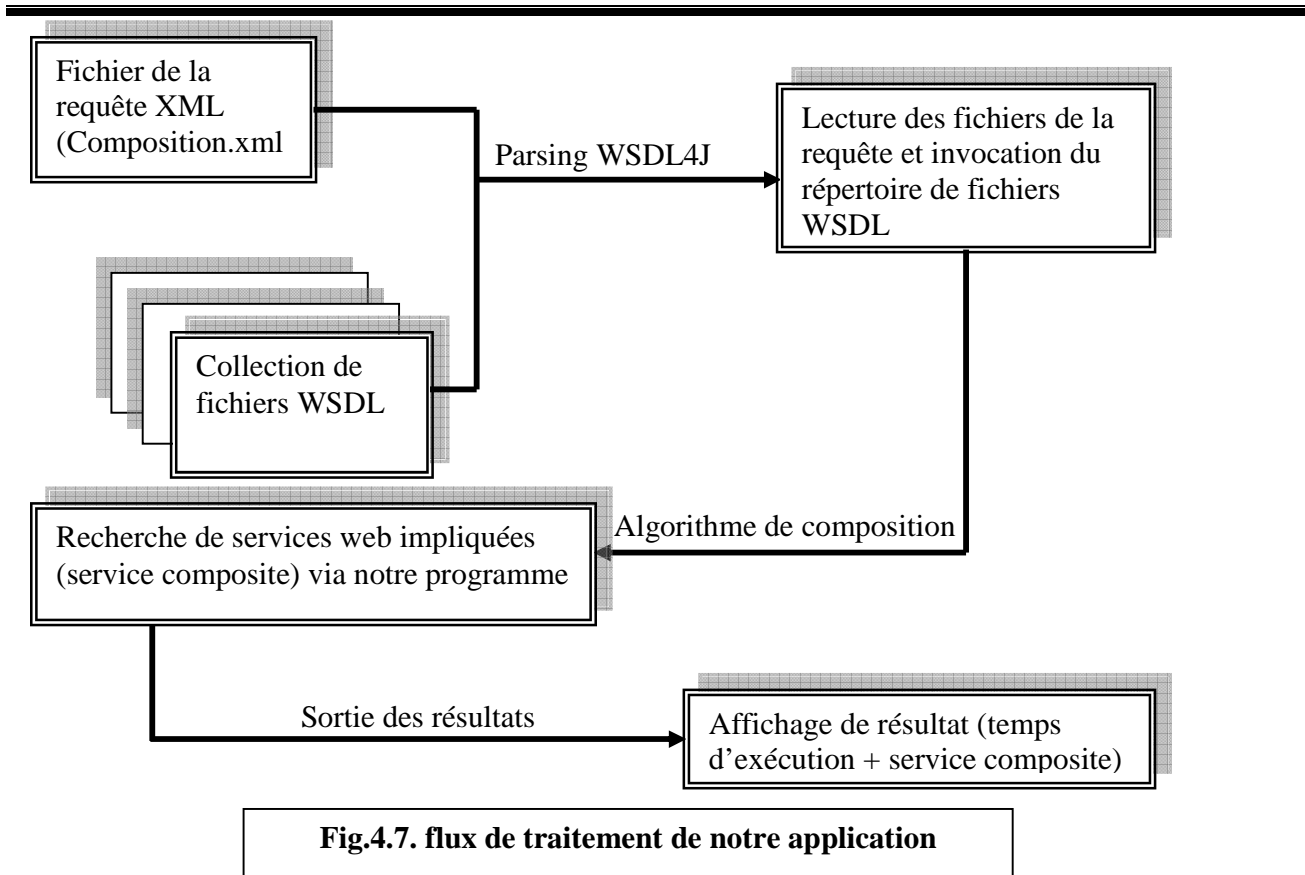 Fichier de la
requête XML
(Composition.xml
Parsing WSDL4J
Lecture des fichiers de la
requête et invocation du
répertoire de fichiers
WSDL
Collection de
fichiers WSDL
Algorithme de composition
Recherche de services web impliquées
(service composite) via notre programme
Sortie des résultats
Affichage de résultat (temps
d’exécution + service composite)
Fig.4.7. flux de traitement de notre application